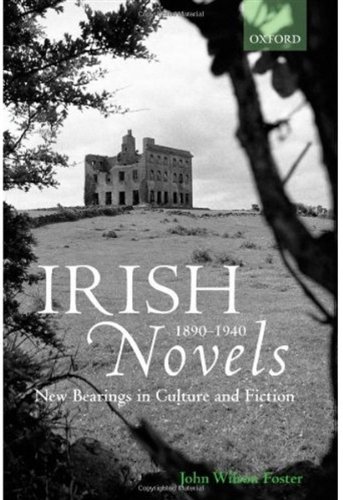 OXFORD
IRISH
1890–1940
Novels
New Bearings in Culture and Fiction
John Wilson Foster